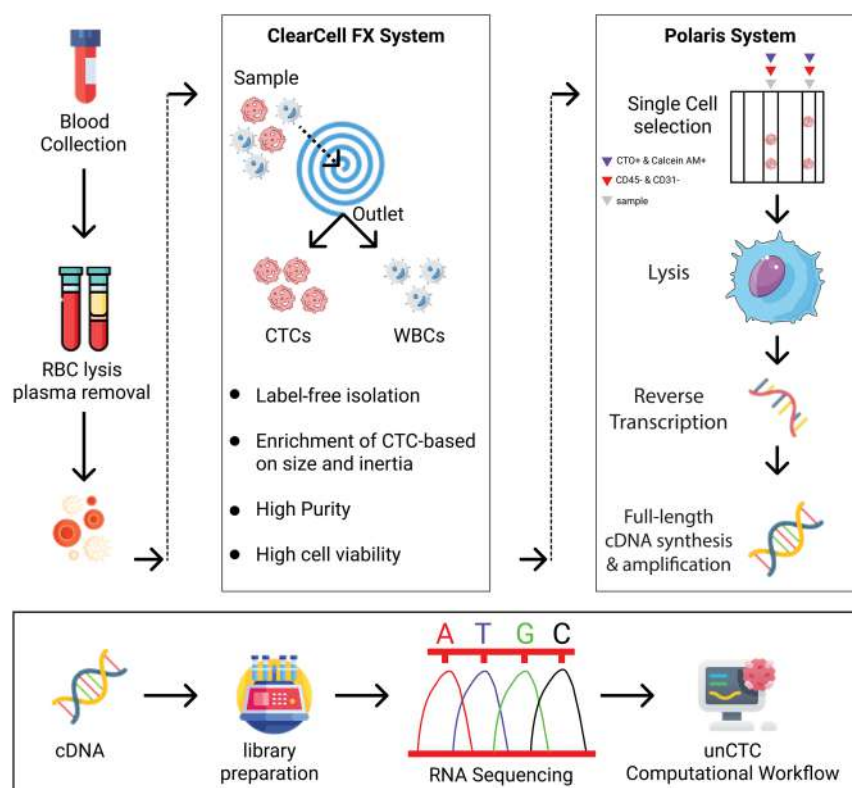 Blood
Collection
RBC lysis
plasma removal
ClearCell FX System
Sample
Outlet
CTCs
WBCs
Label-free isolation
Enrichment of CTC-based
on size and inertia
High Purity
High cell viability
Polaris System
Single Cell
selection
CTO+ & Calcein AM+
CD45- & CD31-
sample
Lysis
Reverse
Transcription
Full-length
cDNA synthesis
& amplification
cDNA
library
preparation
A T G C
RNA Sequencing
unCTC
Computational Workflow